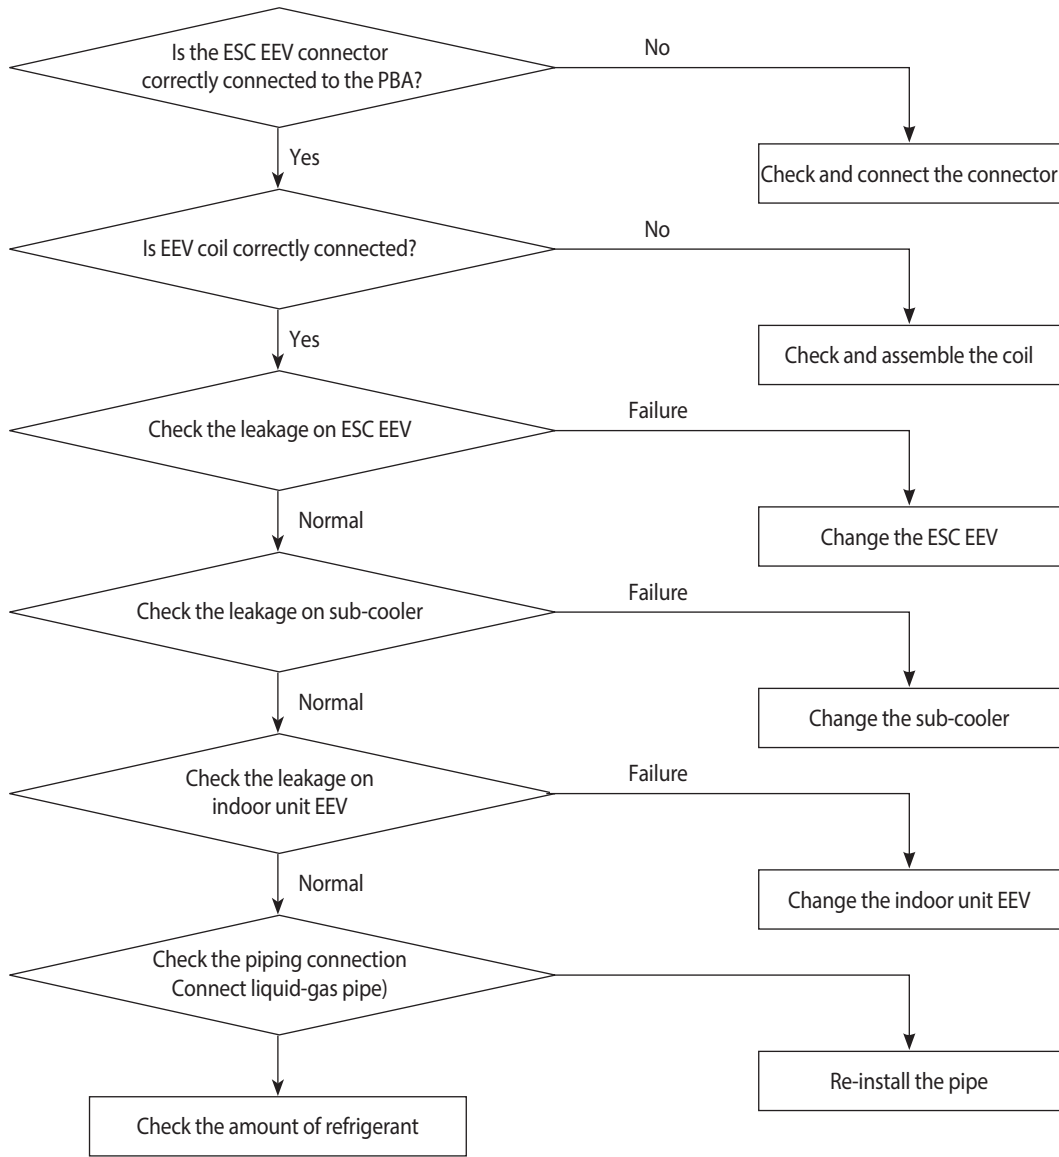 Is the ESC EEV connector
correctly connected to the PBA?
No
Check and connect the connector
Yes
Is EEV coil correctly connected?
No
Check and assemble the coil
Yes
Check the leakage on ESC EEV
Failure
Change the ESC EEV
Normal
Check the leakage on sub-cooler
Failure
Change the sub-cooler
Normal
Check the leakage on
indoor unit EEV
Failure
Change the indoor unit EEV
Normal
Check the piping connection
Connect liquid-gas pipe)
Re-install the pipe
Check the amount of refrigerant